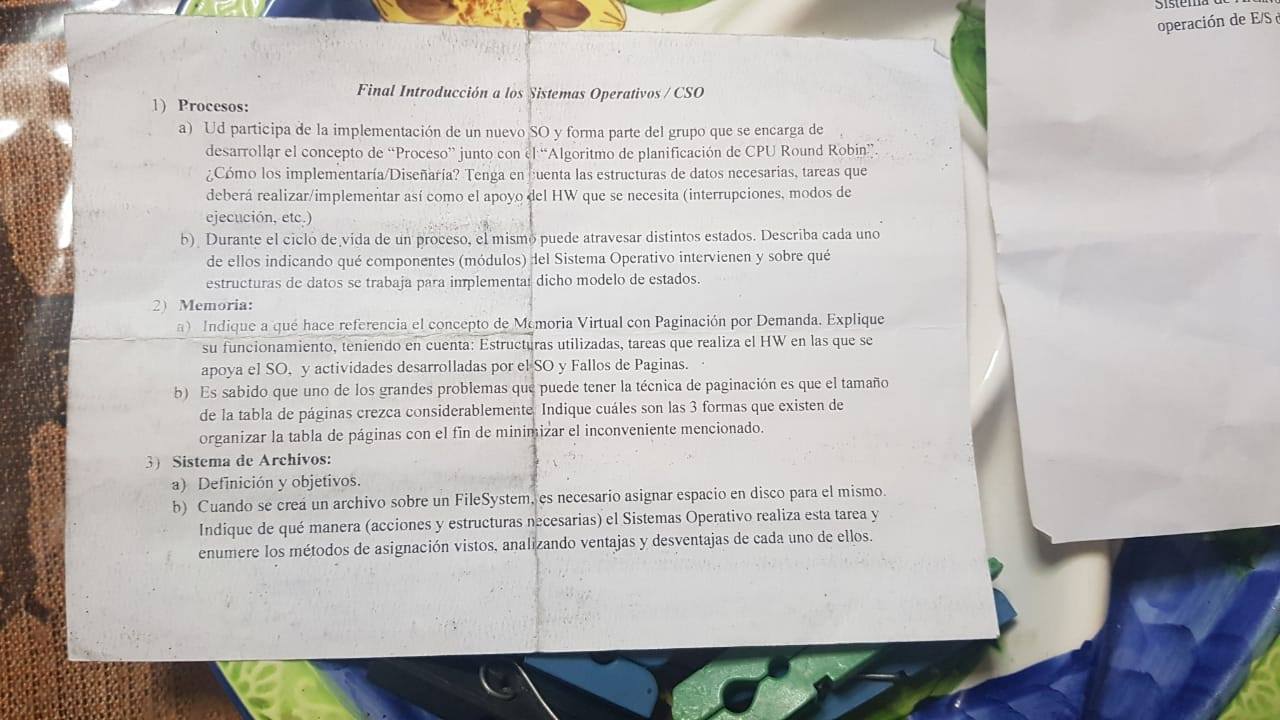 Final Introducción a los Sistemas Operativos / CSO
1) Procesos:
a) Ud participa de la implementación de un nuevo SO y forma parte del grupo que se encarga de
desarrollar el concepto de “Proceso” junto con el “Algoritmo de planificación de CPU Round Robin”.
¿Cómo los implementaría/Diseñaría? Tenga en cuenta las estructuras de datos necesarias, tareas que
deberá realizar/implementar así como el apoyo del HW que se necesita (interrupciones, modos de
ejecución, etc.)
b) Durante el ciclo de vida de un proceso, el mismo puede atravesar distintos estados. Describa cada uno
de ellos indicando qué componentes (módulos) del Sistema Operativo intervienen y sobre qué
estructuras de datos se trabaja para implementar dicho modelo de estados.
2) Memoria:
a) Indique a qué hace referencia el concepto de Memoria Virtual con Paginación por Demanda. Explique
su funcionamiento, teniendo en cuenta: Estructuras utilizadas, tareas que realiza el HW en las que se
apoya el SO, y actividades desarrolladas por el SO y Fallos de Paginas.
b) Es sabido que uno de los grandes problemas que puede tener la técnica de paginación es que el tamaño
de la tabla de páginas crezca considerablemente. Indique cuáles son las 3 formas que existen de
organizar la tabla de páginas con el fin de minimizar el inconveniente mencionado.
3) Sistema de Archivos:
a) Definición y objetivos.
b) Cuando se crea un archivo sobre un FileSystem, es necesario asignar espacio en disco para el mismo.
Indique de qué manera (acciones y estructuras necesarias) el Sistemas Operativo realiza esta tarea y
enumere los métodos de asignación vistos, analizando ventajas y desventajas de cada uno de ellos.
operación de E/S